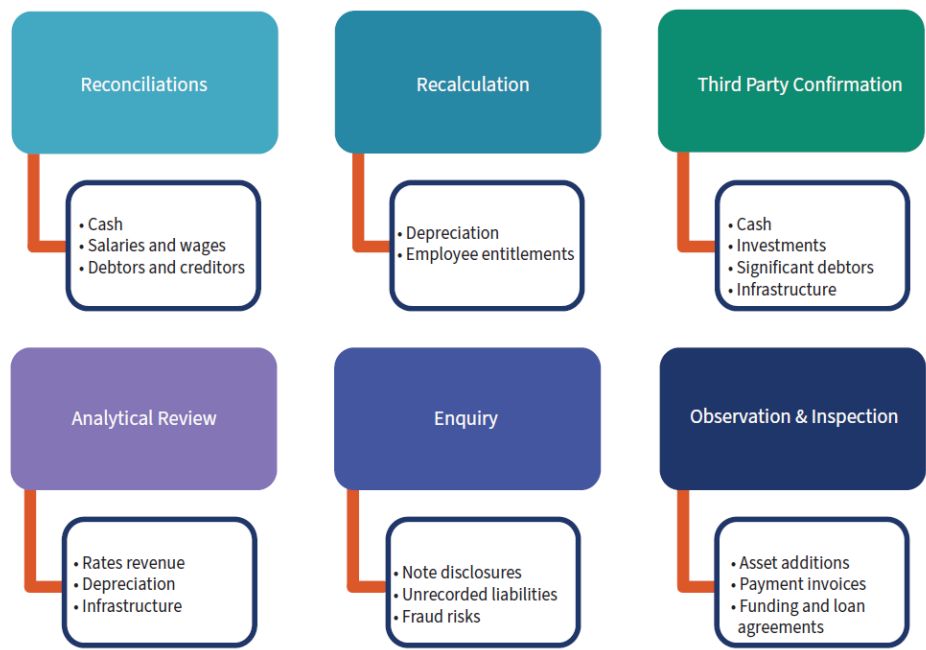 Reconciliations
• Cash
• Salaries and wages
• Debtors and creditors
Recalculation
• Depreciation
• Employee entitlements
Third Party Confirmation
• Cash
• Investments
• Significant debtors
• Infrastructure
Analytical Review
• Rates revenue
• Depreciation
• Infrastructure
Enquiry
• Note disclosures
• Unrecorded liabilities
• Fraud risks
Observation & Inspection
• Asset additions
• Payment invoices
• Funding and loan
agreements